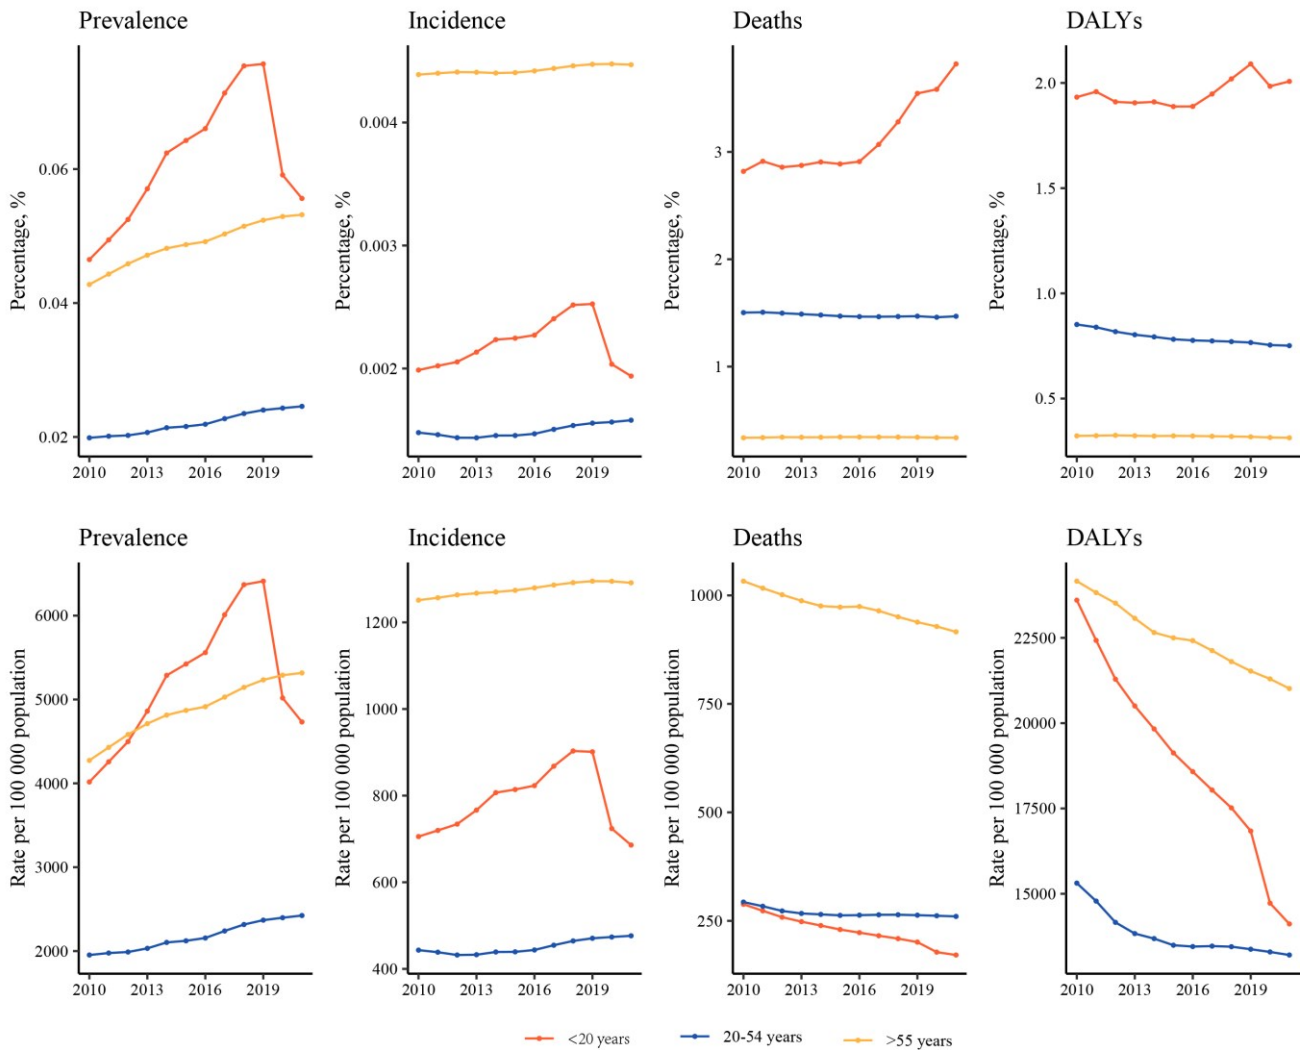 Prevalence
Percentage, %
0.06
0.04
0.02
2010 2013 2016 2019
Incidence
Percentage, %
0.004
0.003
0.002
2010 2013 2016 2019
Deaths
Percentage, %
3
2
1
2010 2013 2016 2019
DALYs
Percentage, %
2.0
1.5
1.0
0.5
2010 2013 2016 2019
Prevalence
Rate per 100 000 population
6000
5000
4000
3000
2000
2010 2013 2016 2019
Incidence
Rate per 100 000 population
1200
1000
800
600
400
2010 2013 2016 2019
Deaths
Rate per 100 000 population
1000
750
500
250
2010 2013 2016 2019
DALYs
Rate per 100 000 population
22500
20000
17500
15000
2010 2013 2016 2019
<20 years 20-54 years >55 years